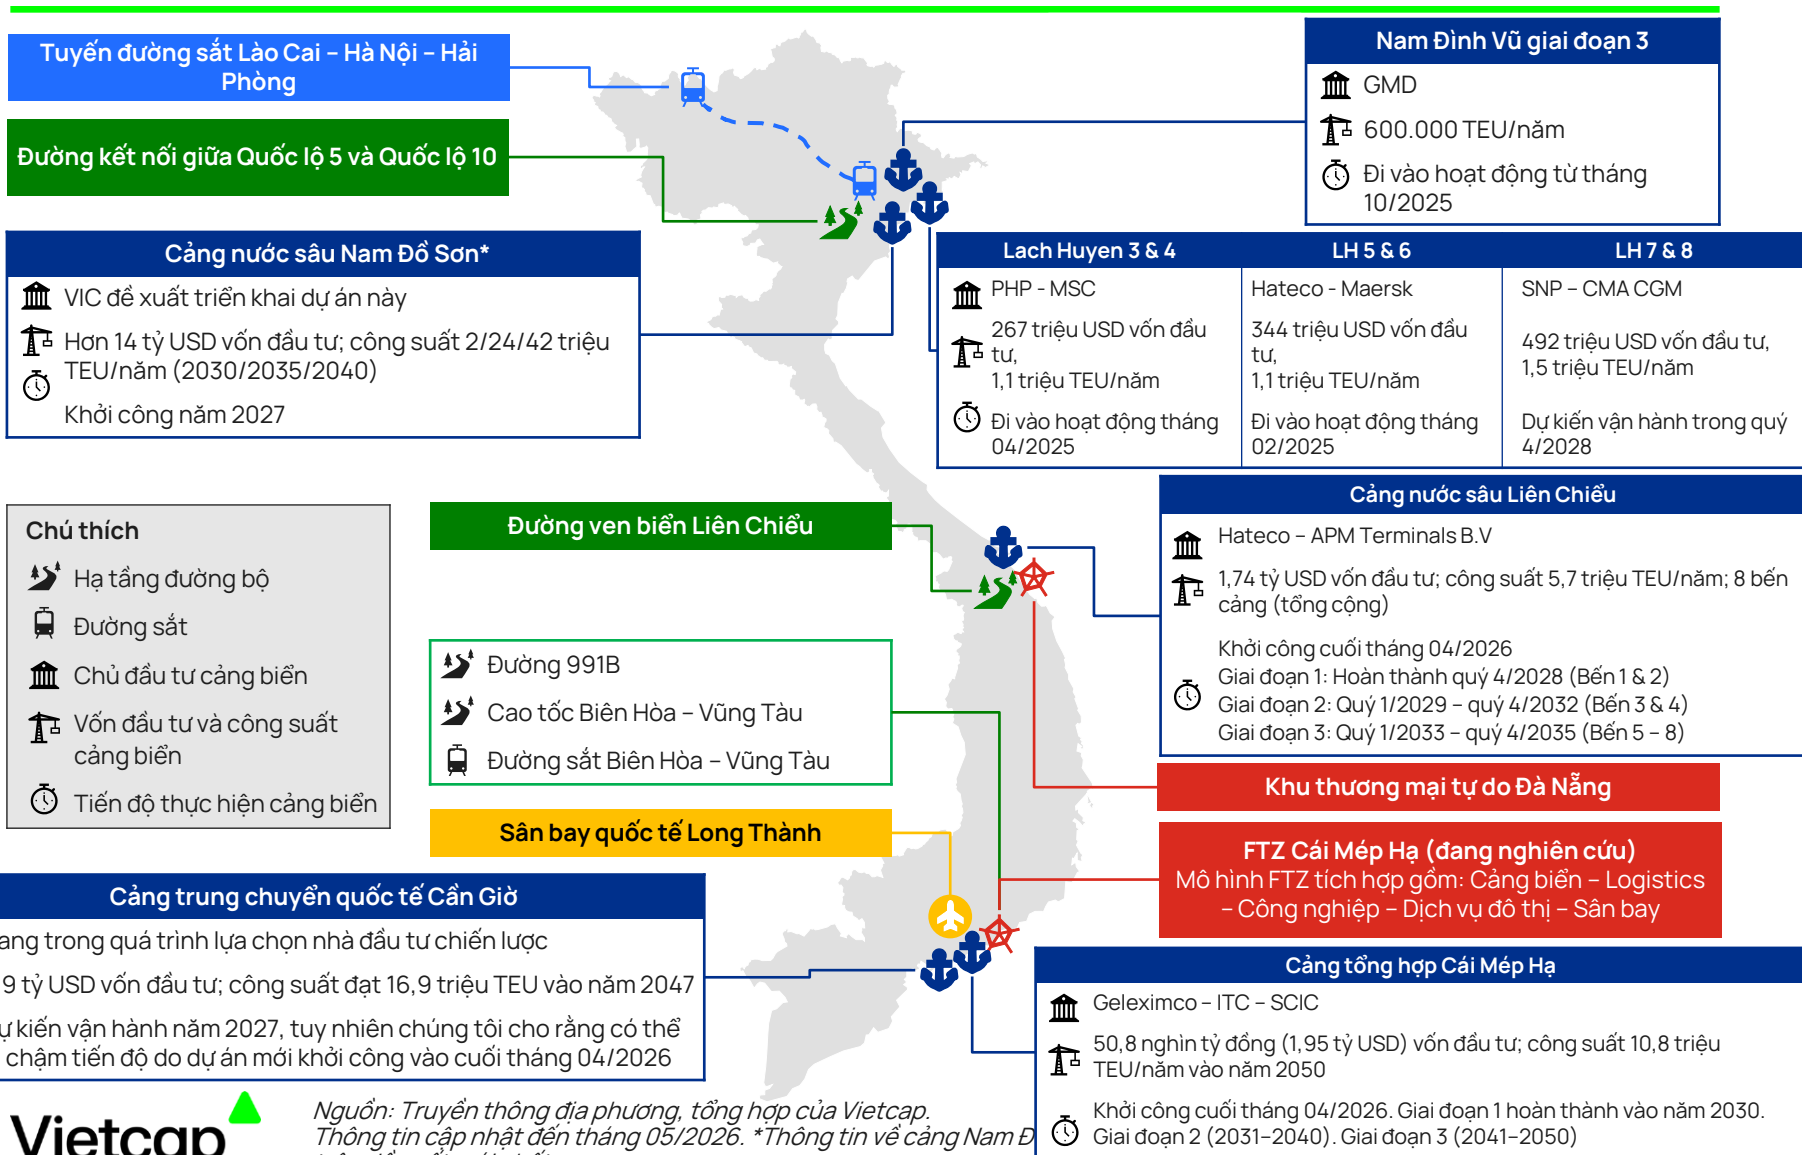 Tuyến đường sắt Lào Cai – Hà Nội – Hải
Phòng
Đường kết nối giữa Quốc lộ 5 và Quốc lộ 10
Nam Đình Vũ giai đoạn 3
GMD
600.000 TEU/năm
Đi vào hoạt động từ tháng
10/2025
Cảng nước sâu Nam Đồ Sơn*
VIC đề xuất triển khai dự án này
Hơn 14 tỷ USD vốn đầu tư; công suất 2/24/42 triệu
TEU/năm (2030/2035/2040)
Khởi công năm 2027
Lach Huyen 3 & 4
PHP - MSC
267 triệu USD vốn đầu
tư,
1,1 triệu TEU/năm
Đi vào hoạt động tháng
04/2025
LH 5 & 6
Hateco - Maersk
344 triệu USD vốn đầu
tư,
1,1 triệu TEU/năm
Đi vào hoạt động tháng
02/2025
LH 7 & 8
SNP – CMA CGM
492 triệu USD vốn đầu tư,
1,5 triệu TEU/năm
Dự kiến vận hành trong quý
4/2028
Chú thích
Hạ tầng đường bộ
Đường sắt
Chủ đầu tư cảng biển
Vốn đầu tư và công suất
cảng biển
Tiến độ thực hiện cảng biển
Đường ven biển Liên Chiểu
Cảng nước sâu Liên Chiểu
Hateco – APM Terminals B.V
1,74 tỷ USD vốn đầu tư; công suất 5,7 triệu TEU/năm; 8 bến
cảng (tổng cộng)
Khởi công cuối tháng 04/2026
Giai đoạn 1: Hoàn thành quý 4/2028 (Bến 1 & 2)
Giai đoạn 2: Quý 1/2029 – quý 4/2032 (Bến 3 & 4)
Giai đoạn 3: Quý 1/2033 – quý 4/2035 (Bến 5 – 8)
Đường 991B
Cao tốc Biên Hòa – Vũng Tàu
Đường sắt Biên Hòa – Vũng Tàu
Khu thương mại tự do Đà Nẵng
Sân bay quốc tế Long Thành
FTZ Cái Mép Hạ (đang nghiên cứu)
Mô hình FTZ tích hợp gồm: Cảng biển – Logistics
– Công nghiệp – Dịch vụ đô thị – Sân bay
Cảng trung chuyển quốc tế Cần Giờ
ang trong quá trình lựa chọn nhà đầu tư chiến lược
9 tỷ USD vốn đầu tư; công suất đạt 16,9 triệu TEU vào năm 2047
ự kiến vận hành năm 2027, tuy nhiên chúng tôi cho rằng có thể
chậm tiến độ do dự án mới khởi công vào cuối tháng 04/2026
Cảng tổng hợp Cái Mép Hạ
Geleximco – ITC – SCIC
50,8 nghìn tỷ đồng (1,95 tỷ USD) vốn đầu tư; công suất 10,8 triệu
TEU/năm vào năm 2050
Khởi công cuối tháng 04/2026. Giai đoạn 1 hoàn thành vào năm 2030.
Giai đoạn 2 (2031–2040). Giai đoạn 3 (2041–2050)
Vietcap
Nguồn: Truyền thông địa phương, tổng hợp của Vietcap.
Thông tin cập nhật đến tháng 05/2026. *Thông tin về cảng Nam Đ